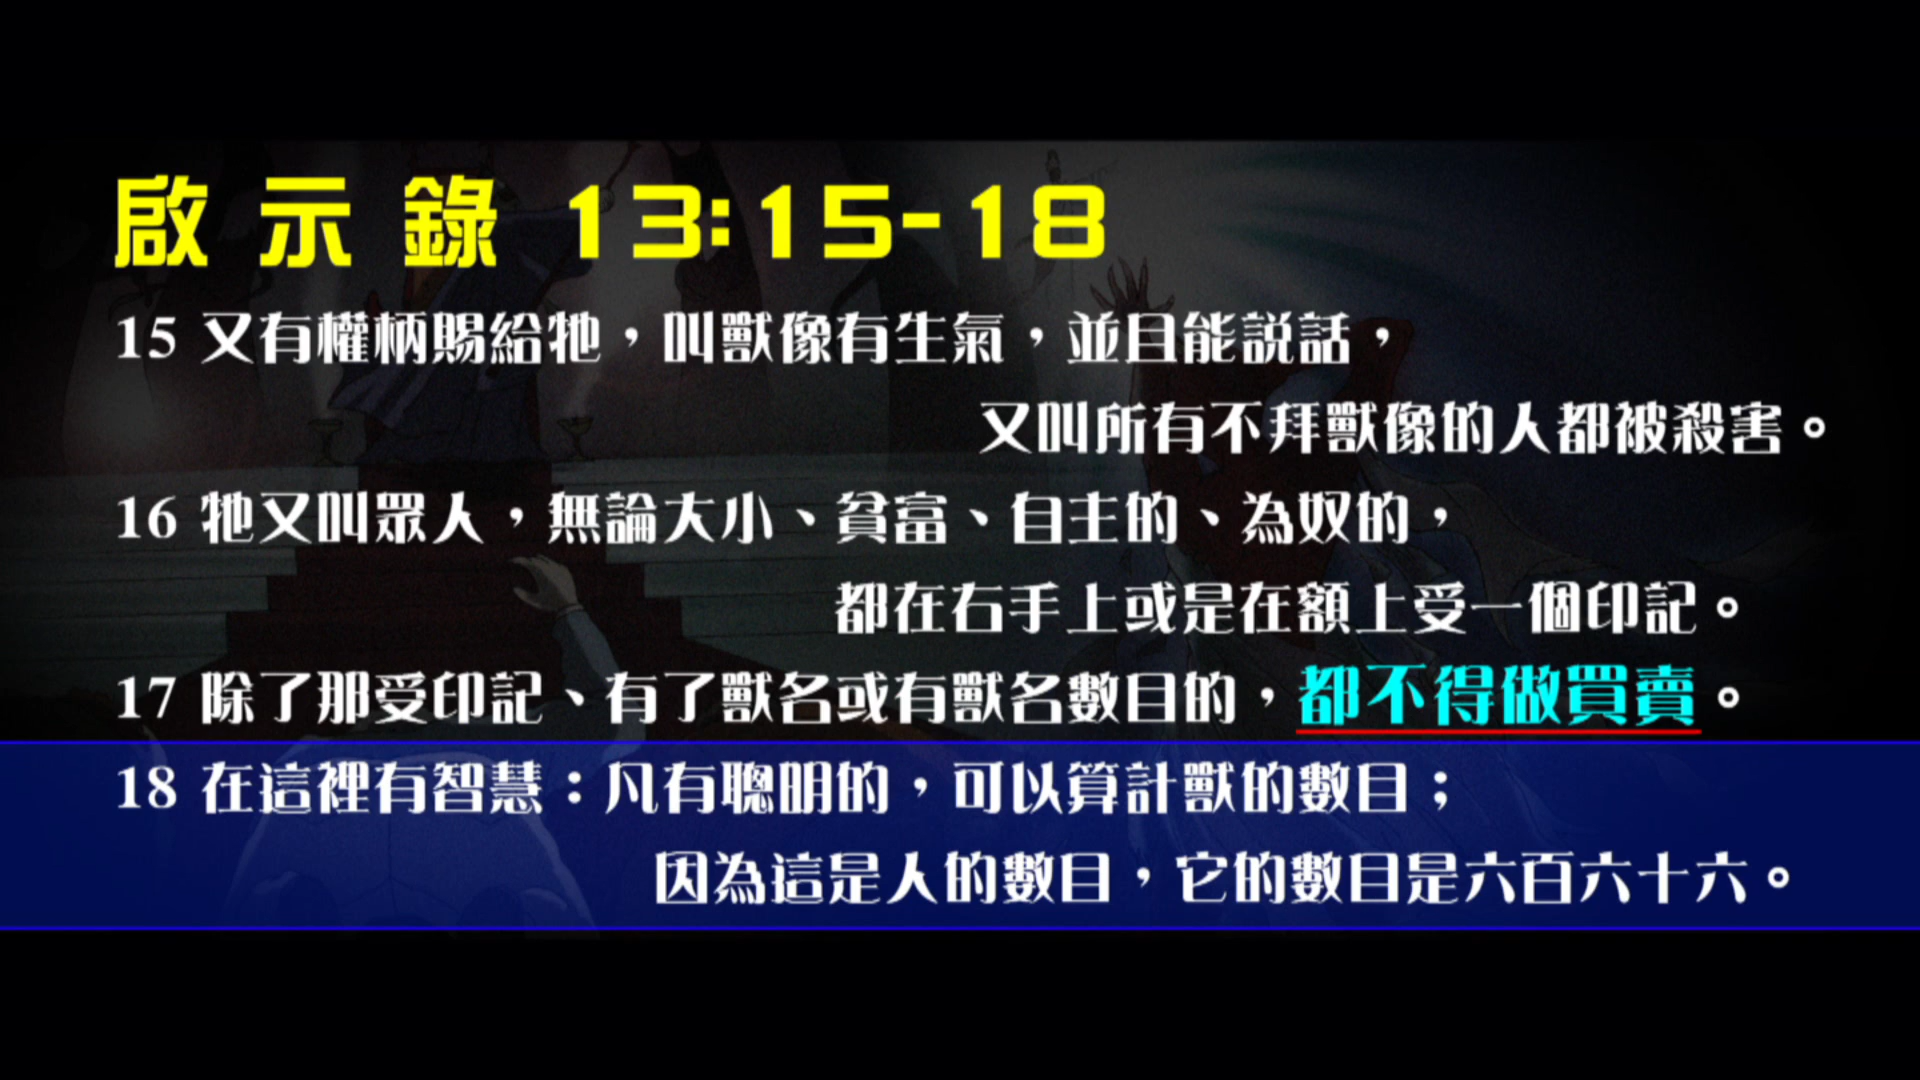 啟示錄 13:15-18
15 又有權柄賜給牠，叫獸像有生氣，並且能説話，
又叫所有不拜獸像的人都被殺害。
16 牠又叫眾人，無論大小、貧富、自主的、為奴的，
都在右手上或是在額上受一個印記。
17 除了那受印記、有了獸名或有獸名數目的，都不得做買賣。
18 在這裡有智慧：凡有聰明的，可以算計獸的數目；
因為這是人的數目，它的數目是六百六十六。